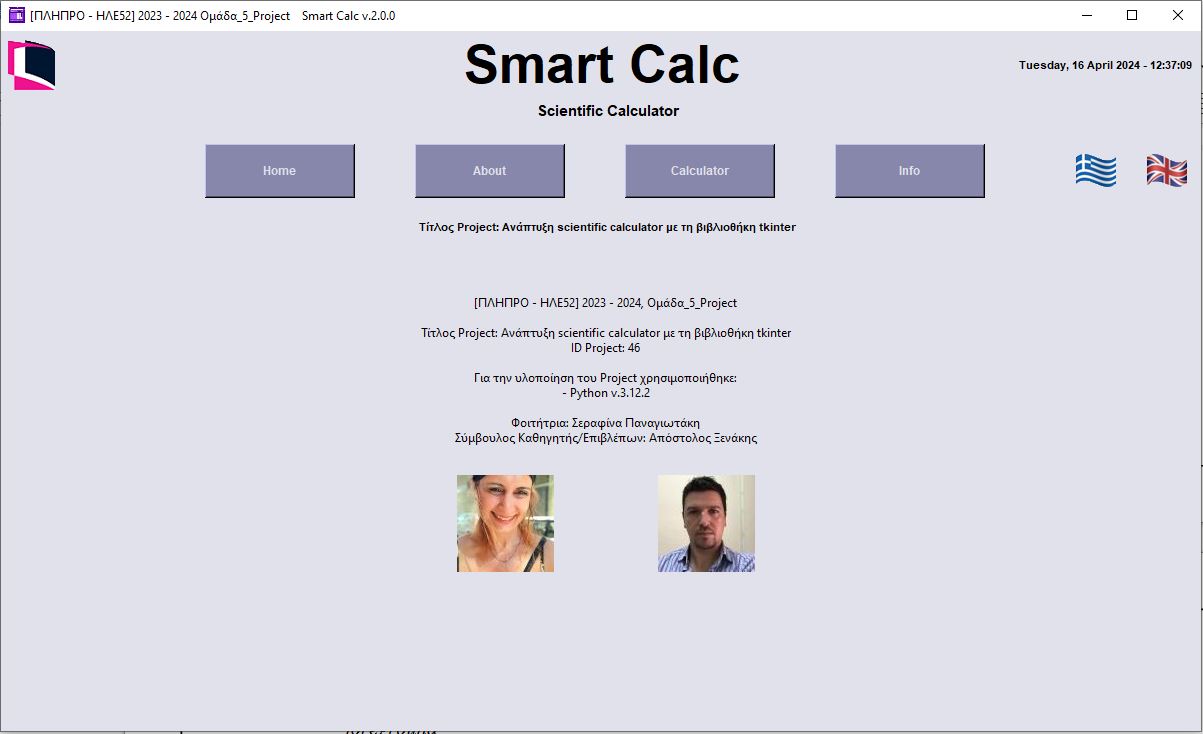 [ΠΛΗΠΡΟ - ΗΛΕ52] 2023 - 2024 Ομάδα_5_Project Smart Calc v.2.0.0
Smart Calc
Tuesday, 16 April 2024 - 12:37:09
Scientific Calculator
Home About Calculator Info
Τίτλος Project: Ανάπτυξη scientific calculator με τη βιβλιοθήκη tkinter
[ΠΛΗΠΡΟ - ΗΛΕ52] 2023 - 2024, Ομάδα_5_Project
Τίτλος Project: Ανάπτυξη scientific calculator με τη βιβλιοθήκη tkinter
ID Project: 46
Για την υλοποίηση του Project χρησιμοποιήθηκε:
- Python v.3.12.2
Φοιτήτρια: Σεραφίνα Παναγιωτάκη
Σύμβουλος Καθηγητής/Επιβλέπων: Απόστολος Ξενάκης